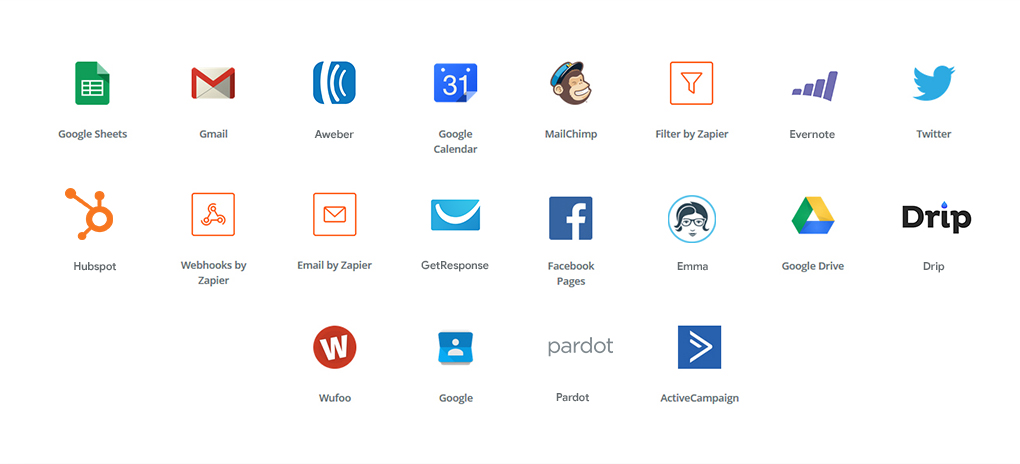 31
Google Sheets
Gmail
Aweber
Google
Calendar
MailChimp
Filter by Zapier
Evernote
Twitter
Drip
Hubspot
Webhooks by
Zapier
Email by Zapier
GetResponse
Facebook
Pages
Emma
Google Drive
Drip
W
pardot
Wufoo
Google
Pardot
ActiveCampaign